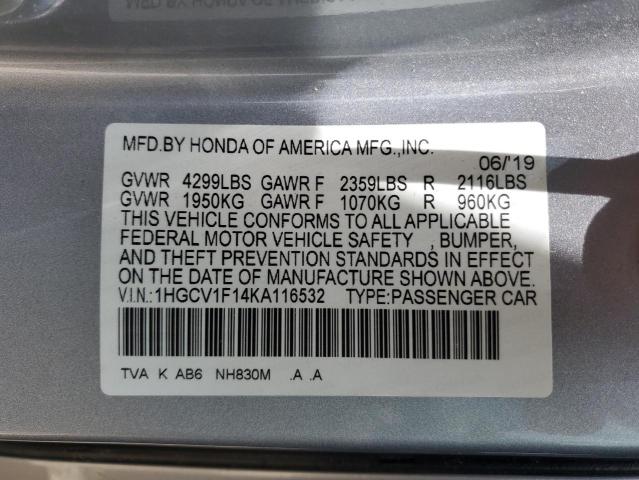 MFD.BY HONDA OF AMERICA MFG.,INC. 06/'19
GVWR 4299LBS GAWR F 2359LBS R 2116LBS
GVWR 1950KG GAWR F 1070KG R 960KG
THIS VEHICLE CONFORMS TO ALL APPLICABLE
FEDERAL MOTOR VEHICLE SAFETY , BUMPER,
AND THEFT PREVENTION STANDARDS IN EFFECT
ON THE DATE OF MANUFACTURE SHOWN ABOVE.
V.I.N.:1HGCV1F14KA116532 TYPE:PASSENGER CAR
TVA K AB6 NH830M .A .A